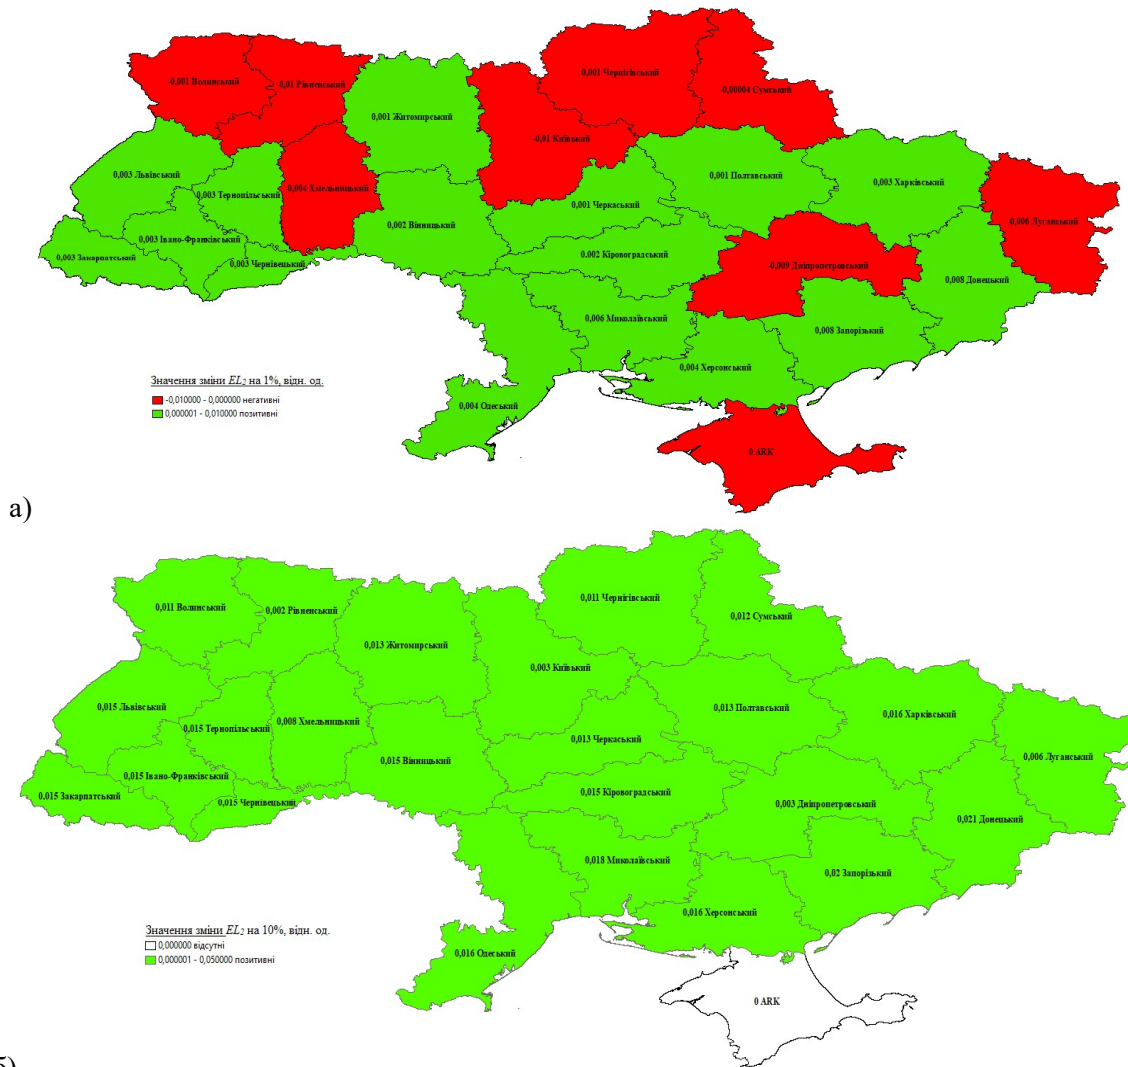 -0,001 Волинський
-0,01 Рівненський
0,001 Житомирський
-0,01 Київський
-0,001 Чернігівський
-0,00004 Сумський
0,003 Львівський
0,003 Тернопільський
-0,004 Хмельницький
0,002 Вінницький
0,001 Черкаський
0,001 Полтавський
0,003 Харківський
-0,006 Луганський
0,003 Івано-Франківський
0,003 Закарпатський
0,003 Чернівецький
0,002 Кіровоградський
-0,009 Дніпропетровський
0,008 Донецький
0,006 Миколаївський
0,008 Запорізький
0,004 Херсонський
0,004 Одеський
0 ARK
Значення зміни EL2 на 1%, відн. од.
-0,010000 - 0,000000 негативні
0,000001 - 0,010000 позитивні
а)
0,011 Волинський
0,002 Рівненський
0,013 Житомирський
0,003 Київський
0,011 Чернігівський
0,012 Сумський
0,015 Львівський
0,015 Тернопільський
0,008 Хмельницький
0,015 Вінницький
0,013 Черкаський
0,013 Полтавський
0,016 Харківський
0,006 Луганський
0,015 Івано-Франківський
0,015 Закарпатський
0,015 Чернівецький
0,015 Кіровоградський
0,003 Дніпропетровський
0,021 Донецький
0,018 Миколаївський
0,02 Запорізький
0,016 Херсонський
0,016 Одеський
0 ARK
Значення зміни EL2 на 10%, відн. од.
0,000000 відсутні
0,000001 - 0,050000 позитивні
б)